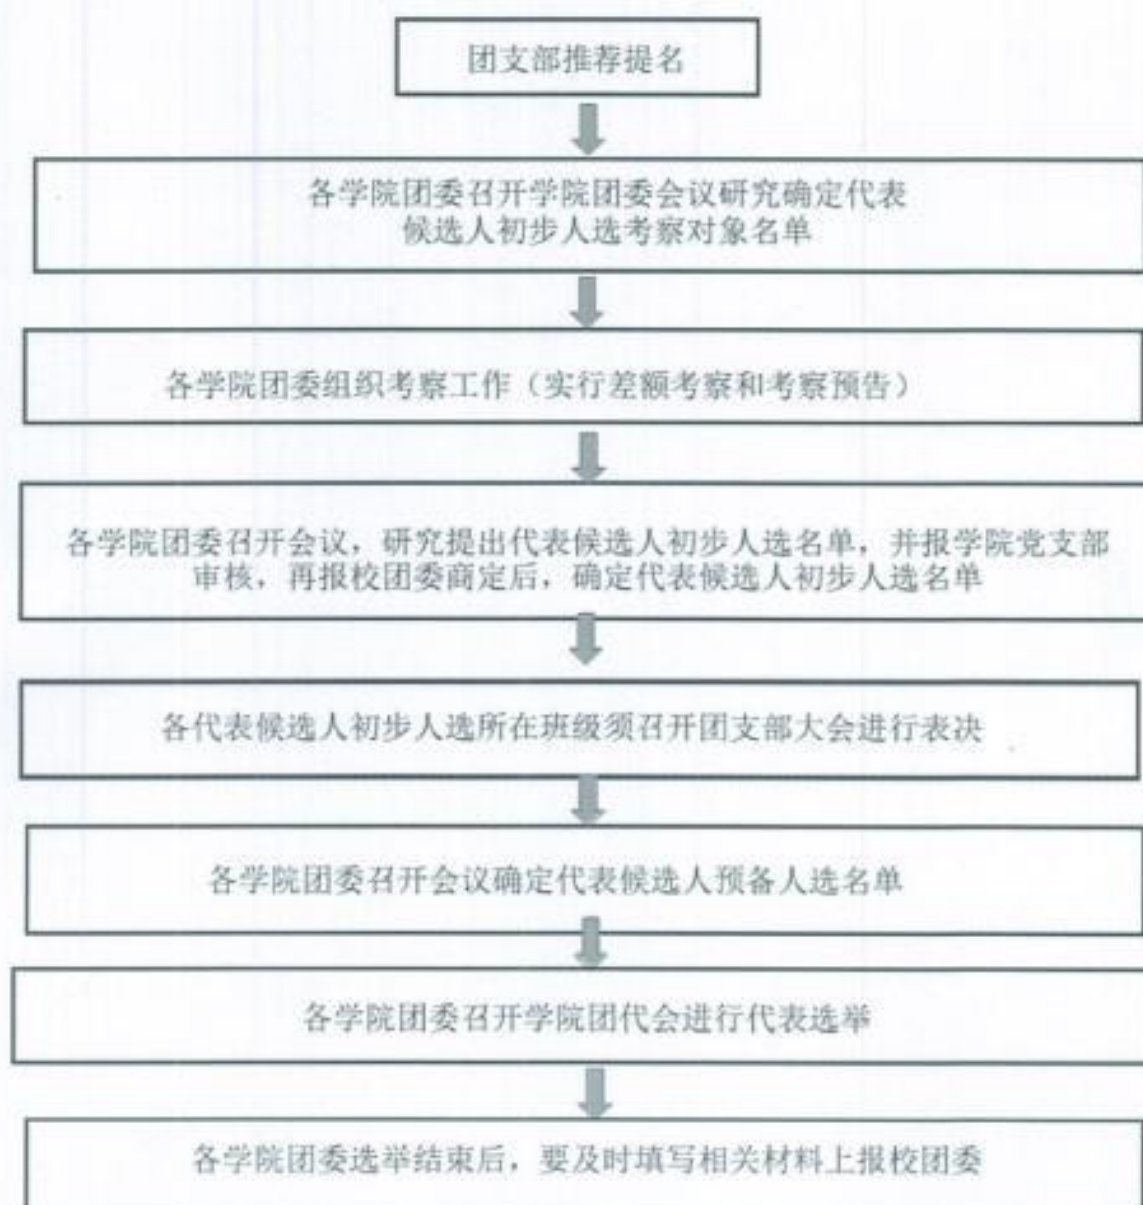 团支部推荐提名
各学院团委召开学院团委会议研究确定代表
候选人初步人选考察对象名单
各学院团委组织考察工作（实行差额考察和考察预告）
各学院团委召开会议，研究提出代表候选人初步人选名单，并报学院党支部
审核，再报校团委商定后，确定代表候选人初步人选名单
各代表候选人初步人选所在班级须召开团支部大会进行表决
各学院团委召开会议确定代表候选人预备人选名单
各学院团委召开学院团代会进行代表选举
各学院团委选举结束后，要及时填写相关材料上报校团委